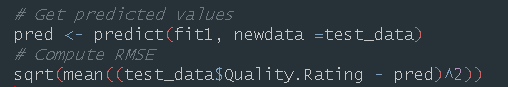 # Get predicted values
pred <- predict(fit1, newdata =test_data)
# Compute RMSE
sqrt(mean((test_data$Quality.Rating - pred)^2))